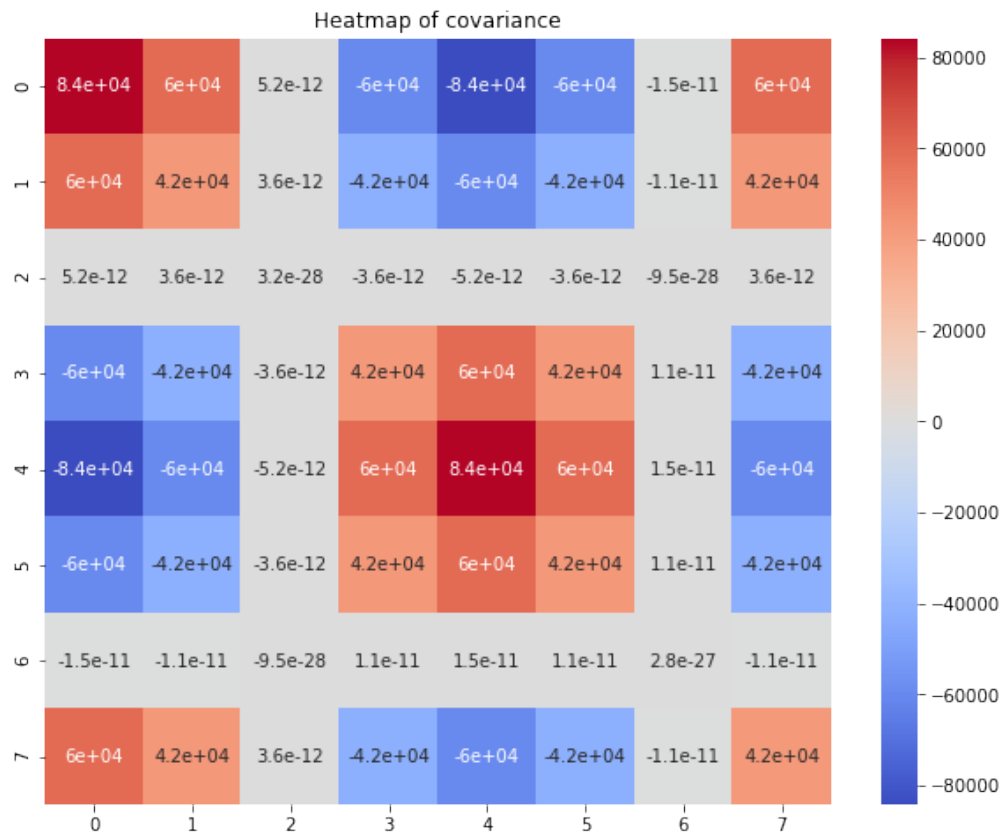 Heatmap of covariance
0 8.4e+04 6e+04 5.2e-12 -6e+04 -8.4e+04 -6e+04 -1.5e-11 6e+04
1 6e+04 4.2e+04 3.6e-12 -4.2e+04 -6e+04 -4.2e+04 -1.1e-11 4.2e+04
2 5.2e-12 3.6e-12 3.2e-28 -3.6e-12 -5.2e-12 -3.6e-12 -9.5e-28 3.6e-12
3 -6e+04 -4.2e+04 -3.6e-12 4.2e+04 6e+04 4.2e+04 1.1e-11 -4.2e+04
4 -8.4e+04 -6e+04 -5.2e-12 6e+04 8.4e+04 6e+04 1.5e-11 -6e+04
5 -6e+04 -4.2e+04 -3.6e-12 4.2e+04 6e+04 4.2e+04 1.1e-11 -4.2e+04
6 -1.5e-11 -1.1e-11 -9.5e-28 1.1e-11 1.5e-11 1.1e-11 2.8e-27 -1.1e-11
7 6e+04 4.2e+04 3.6e-12 -4.2e+04 -6e+04 -4.2e+04 -1.1e-11 4.2e+04
0 1 2 3 4 5 6 7
80000
60000
40000
20000
0
−20000
−40000
−60000
−80000